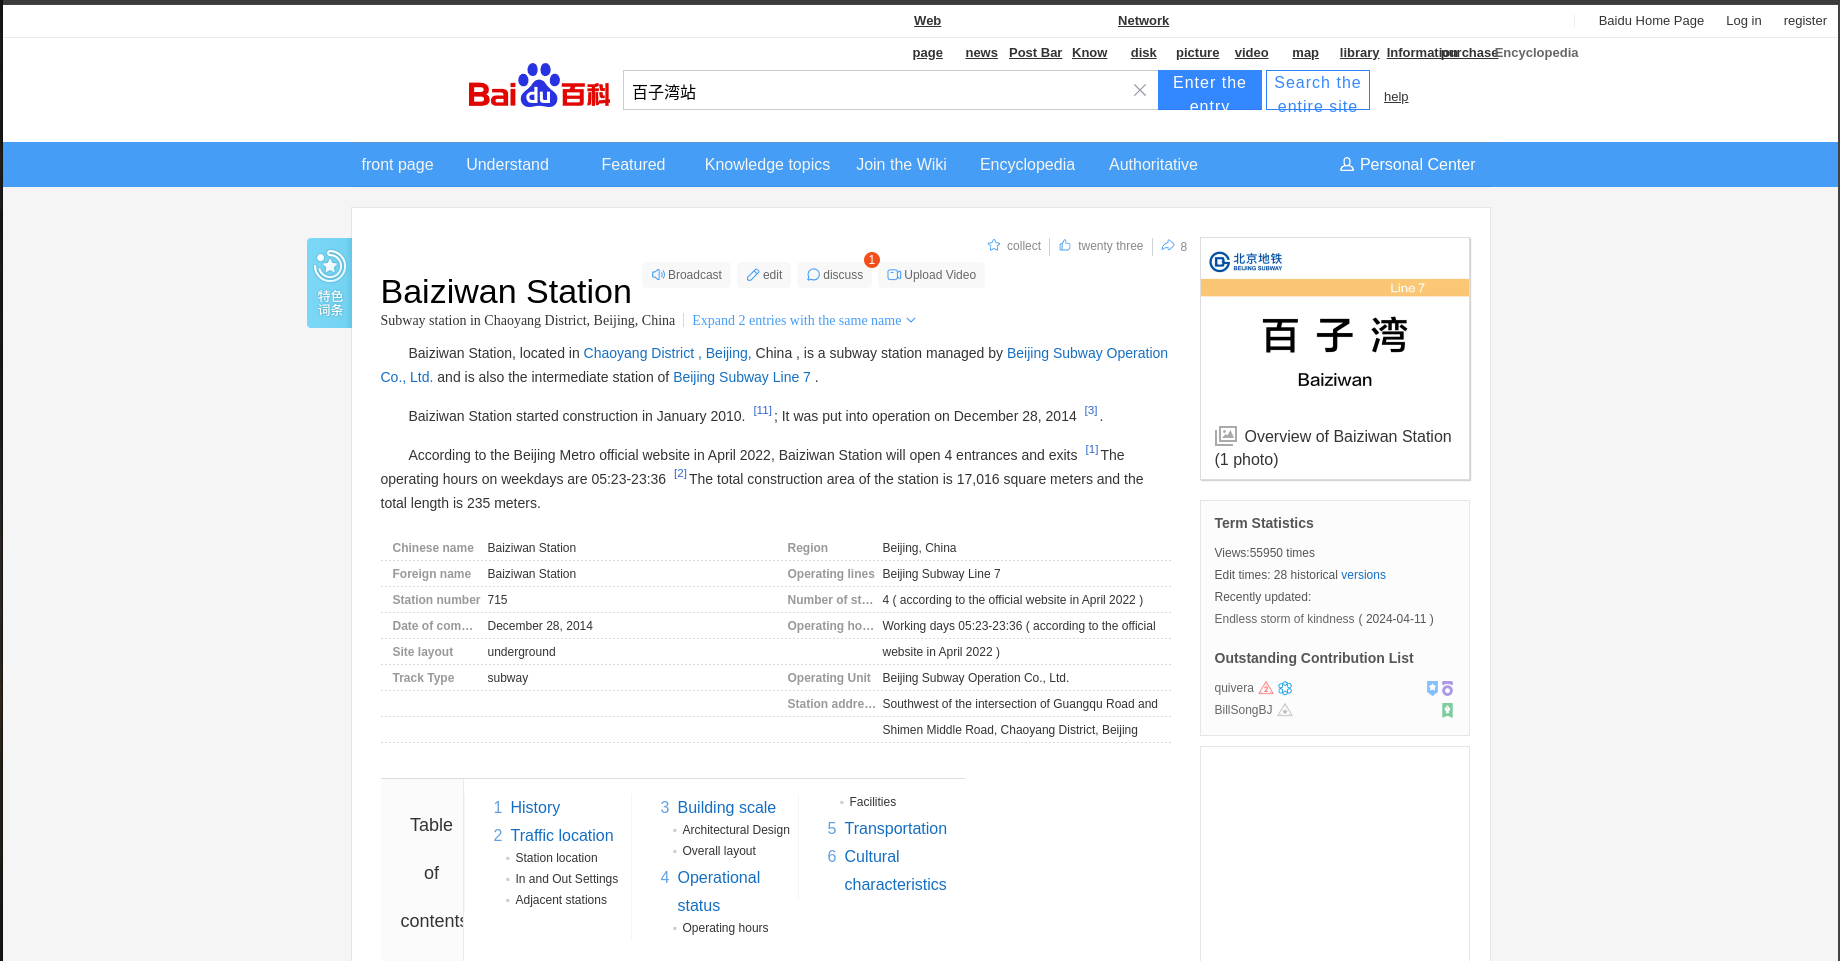 Web Network Baidu Home Page Log in register
page news Post Bar Know disk picture video map library Information purchase Encyclopedia
Bai du 百科 百子湾站 Enter the entry Search the entire site help
front page Understand Featured Knowledge topics Join the Wiki Encyclopedia Authoritative Personal Center
特色
词条
collect twenty three 8
Baiziwan Station Broadcast edit discuss 1 Upload Video
Subway station in Chaoyang District, Beijing, China Expand 2 entries with the same name
Baiziwan Station, located in Chaoyang District , Beijing, China , is a subway station managed by Beijing Subway Operation
Co., Ltd. and is also the intermediate station of Beijing Subway Line 7 .
Baiziwan Station started construction in January 2010. [11] ; It was put into operation on December 28, 2014 [3] .
According to the Beijing Metro official website in April 2022, Baiziwan Station will open 4 entrances and exits [1] The
operating hours on weekdays are 05:23-23:36 [2] The total construction area of the station is 17,016 square meters and the
total length is 235 meters.
Chinese name Baiziwan Station
Foreign name Baiziwan Station
Station number 715
Date of com… December 28, 2014
Site layout underground
Track Type subway
Region Beijing, China
Operating lines Beijing Subway Line 7
Number of st… 4 ( according to the official website in April 2022 )
Operating ho… Working days 05:23-23:36 ( according to the official
website in April 2022 )
Operating Unit Beijing Subway Operation Co., Ltd.
Station addre… Southwest of the intersection of Guangqu Road and
Shimen Middle Road, Chaoyang District, Beijing
Table
of
contents
1 History
2 Traffic location
Station location
In and Out Settings
Adjacent stations
3 Building scale
Architectural Design
Overall layout
4 Operational
status
Operating hours
Facilities
5 Transportation
6 Cultural
characteristics
北京地铁
BEIJING SUBWAY
Line 7
百子湾
Baiziwan
Overview of Baiziwan Station
(1 photo)
Term Statistics
Views:55950 times
Edit times: 28 historical versions
Recently updated:
Endless storm of kindness ( 2024-04-11 )
Outstanding Contribution List
quivera
BillSongBJ